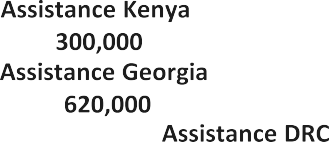 Assistance Kenya
300,000
Assistance Georgia
620,000
Assistance DRC